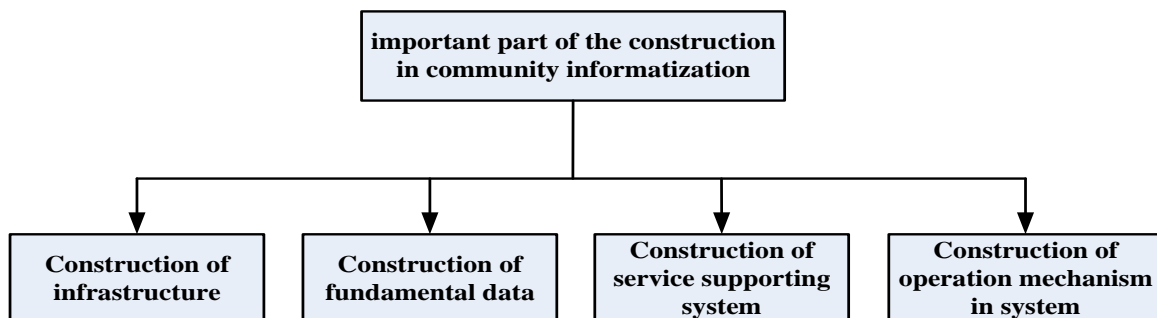 important part of the construction
in community informatization
Construction of
infrastructure
Construction of
fundamental data
Construction of
service supporting
system
Construction of
operation mechanism
in system